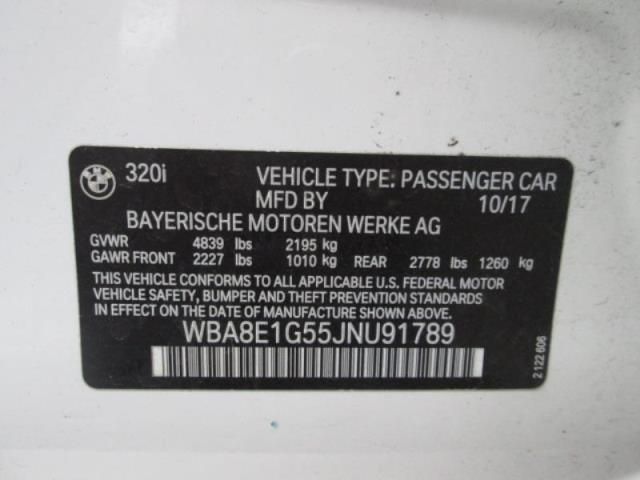 BMW
320i VEHICLE TYPE: PASSENGER CAR
MFD BY 10/17
BAYERISCHE MOTOREN WERKE AG
GVWR 4839 lbs 2195 kg
GAWR FRONT 2227 lbs 1010 kg REAR 2778 lbs 1260 kg
THIS VEHICLE CONFORMS TO ALL APPLICABLE U.S. FEDERAL MOTOR
VEHICLE SAFETY, BUMPER AND THEFT PREVENTION STANDARDS IN
EFFECT ON THE DATE OF MANUFACTURE SHOWN ABOVE.
WBA8E1G55JNU91789
2 122 606